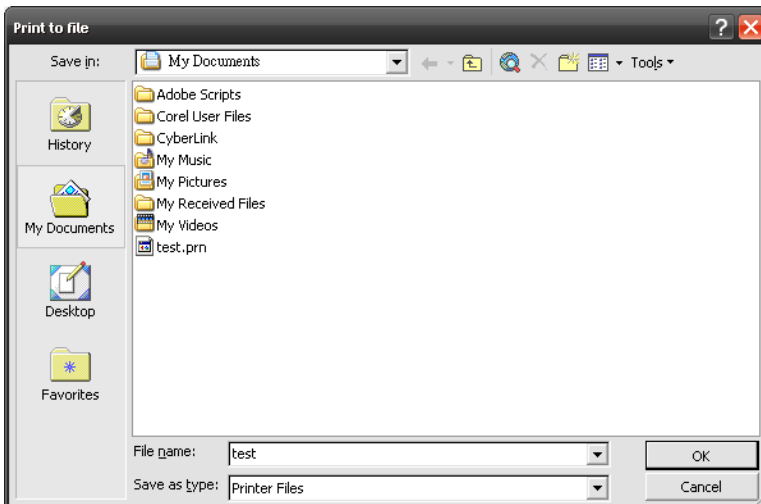 Print to file
Save in:
My Documents
Tools
History
My Documents
Desktop
Favorites
Adobe Scripts
Corel User Files
CyberLink
My Music
My Pictures
My Received Files
My Videos
test.prn
File name:
test
OK
Save as type:
Printer Files
Cancel